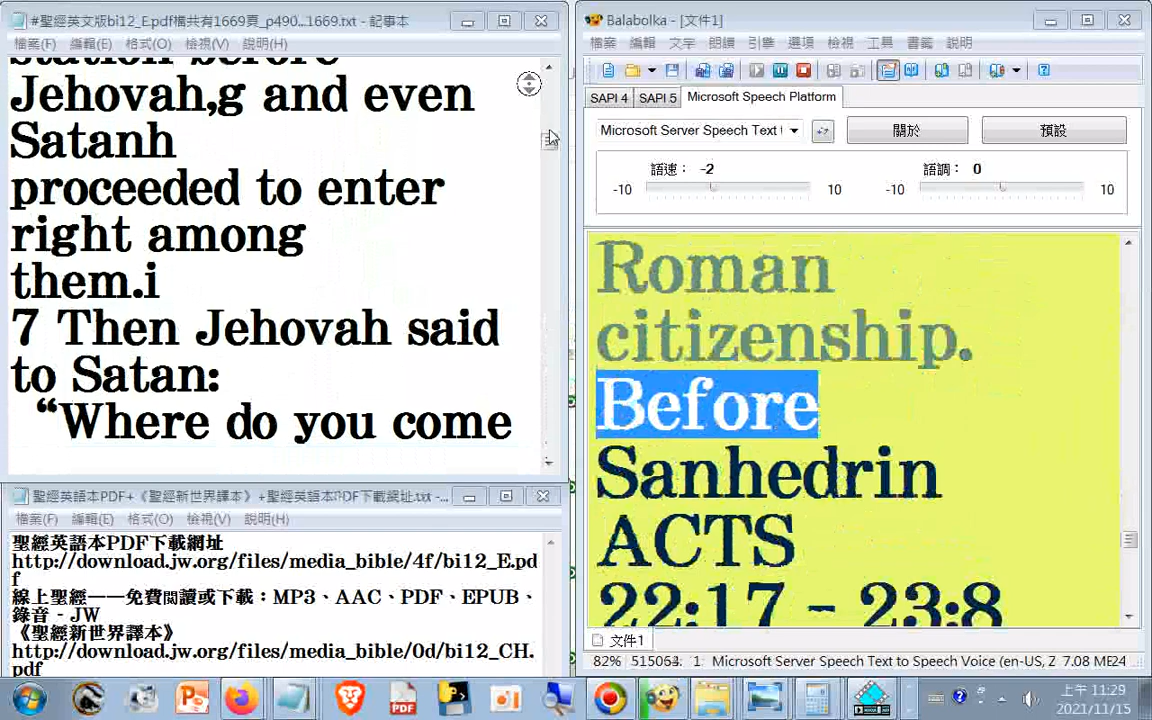 #聖經英文版bi12_E.pdf檔共有1669頁_p490...1669.txt - 記事本
檔案(F) 編輯(E) 格式(O) 檢視(V) 說明(H)
station before
Jehovah,g and even
Satanh
proceeded to enter
right among
them.i
7 Then Jehovah said
to Satan:
“Where do you come
聖經英語本PDF+《聖經新世界譯本》+聖經英語本PDF下載網址.txt - ...
檔案(F) 編輯(E) 格式(O) 檢視(V) 說明(H)
聖經英語本PDF下載網址
http://download.jw.org/files/media_bible/4f/bi12_E.pd
f
線上聖經——免費閱讀或下載：MP3、AAC、PDF、EPUB、
錄音 - JW
《聖經新世界譯本》
http://download.jw.org/files/media_bible/0d/bi12_CH.
pdf
Balabolka - [文件1]
檔案 編輯 文字 朗讀 引擎 選項 檢視 工具 書籤 說明
SAPI 4 SAPI 5 Microsoft Speech Platform
Microsoft Server Speech Text 關於 預設
語速： -2 語調： 0
-10 10 -10 10
Roman
citizenship.
Before
Sanhedrin
ACTS
22:17 – 23:8
文件1
82% 1: Microsoft Server Speech Text to Speech Voice (en-US, Z 7.08 ME
PDF
上午 11:29
2021/11/15